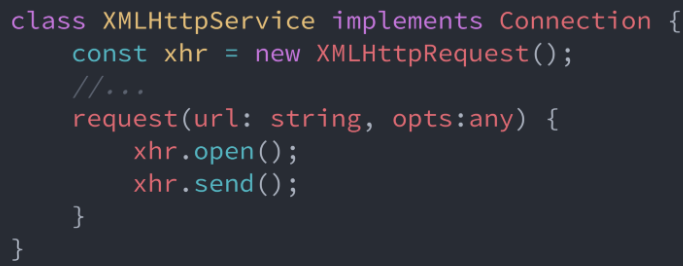 class XMLHttpService implements Connection {
    const xhr = new XMLHttpRequest();
    //...
    request(url: string, opts:any) {
        xhr.open();
        xhr.send();
    }
}